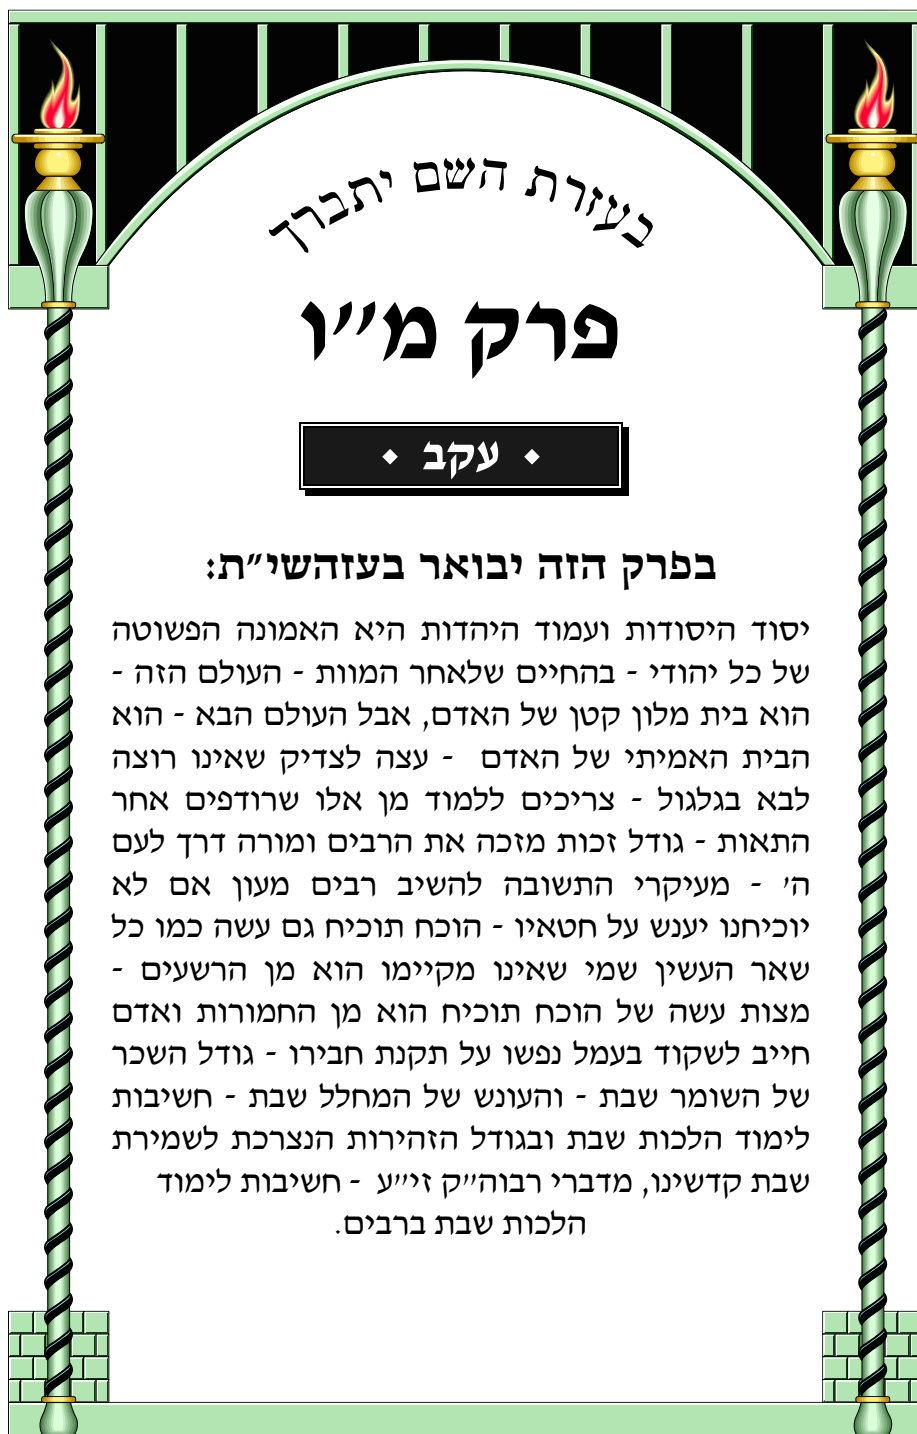 בעזרת השם יתברך
פרק מ״ו
עקב
בפרק הזה יבואר בעזהשי״ת:
יסוד היסודות ועמוד היהדות היא האמונה הפשוטה
של כל יהודי - בהחיים שלאחר המוות - העולם הזה -
הוא בית מלון קטן של האדם, אבל העולם הבא - הוא
הבית האמיתי של האדם - עצה לצדיק שאינו רוצה
לבא בגלגול - צריכים ללמוד מן אלו שרודפים אחר
התאות - גודל זכות מזכה את הרבים ומורה דרך לעם
ה׳ - מעיקרי התשובה להשיב רבים מעון אם לא
יוכיחנו יענש על חטאיו - הוכח תוכיח גם עשה כמו כל
שאר העשין שמי שאינו מקיימו הוא מן הרשעים -
מצות עשה של הוכח תוכיח הוא מן החמורות ואדם
חייב לשקוד בעמל נפשו על תקנת חבירו - גודל השכר
של השומר שבת - והעונש של המחלל שבת - חשיבות
לימוד הלכות שבת ובגודל הזהירות הנצרכת לשמירת
שבת קדשינו, מדברי רבוה״ק זי״ע - חשיבות לימוד
הלכות שבת ברבים.